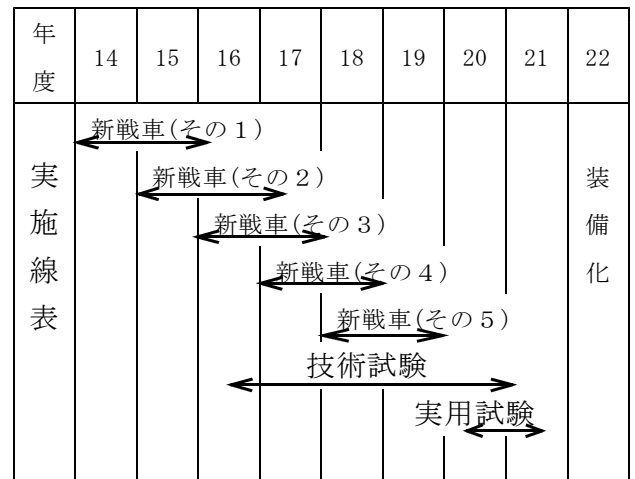 年度 14 15 16 17 18 19 20 21 22
実施線表
新戦車(その１)
新戦車(その２)
新戦車(その３)
新戦車(その４)
新戦車(その５)
技術試験
実用試験
装備化